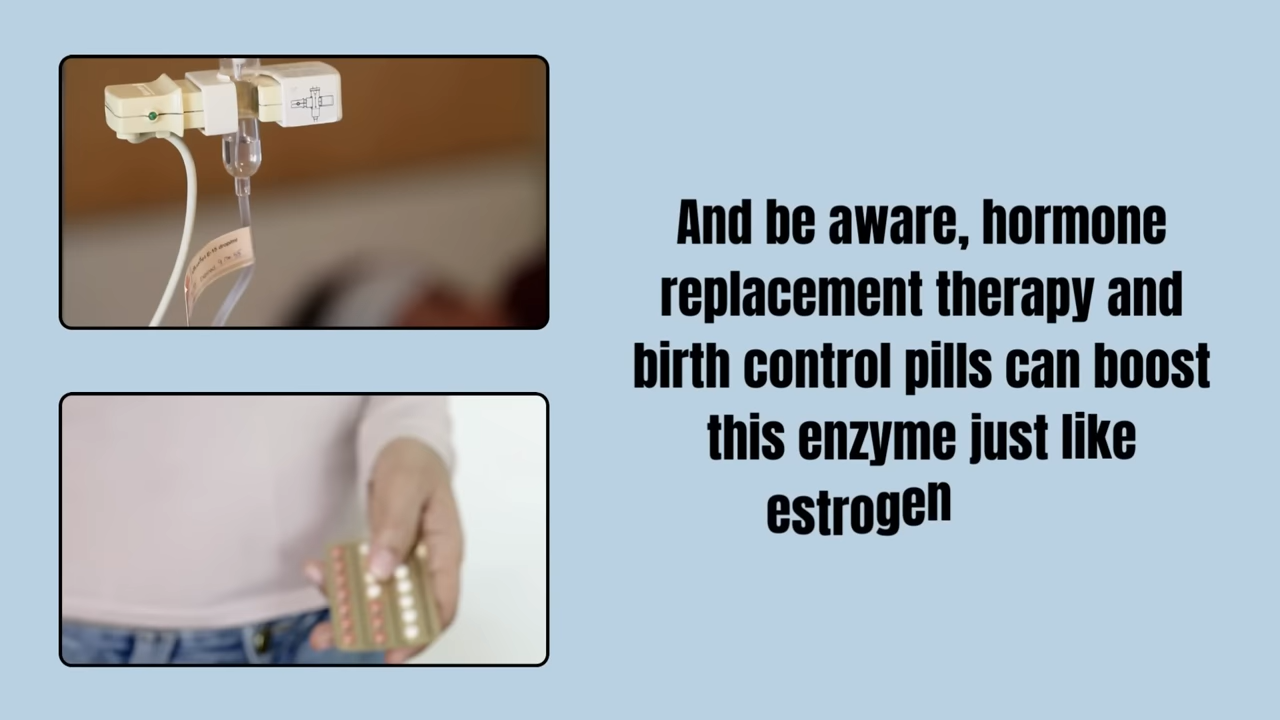 And be aware, hormone
replacement therapy and
birth control pills can boost
this enzyme just like
estrogen